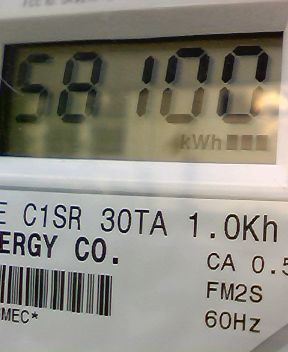 58100
kWh
E C1SR 30TA 1.0Kh
ERGY CO.
CA 0.5
FM2S
MEC*
60Hz